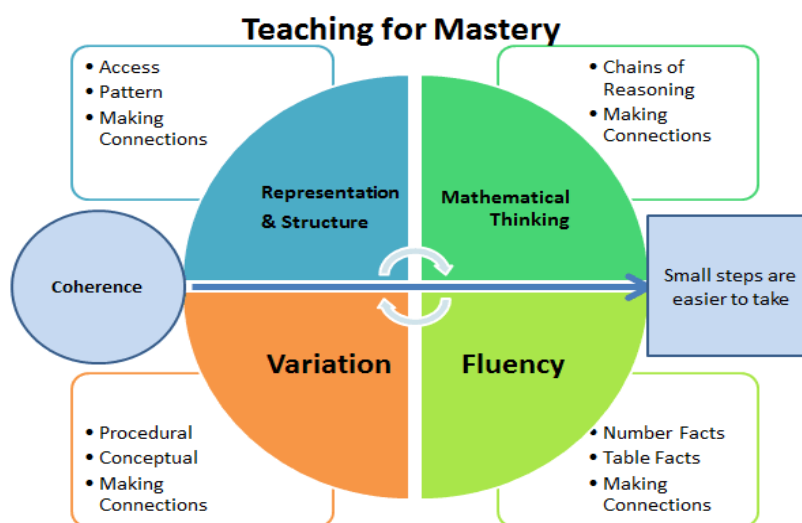 Teaching for Mastery
• Access
• Pattern
• Making
Connections
• Chains of
Reasoning
• Making
Connections
Representation
& Structure
Mathematical
Thinking
Coherence
Small steps are
easier to take
Variation
Fluency
• Procedural
• Conceptual
• Making
Connections
• Number Facts
• Table Facts
• Making
Connections